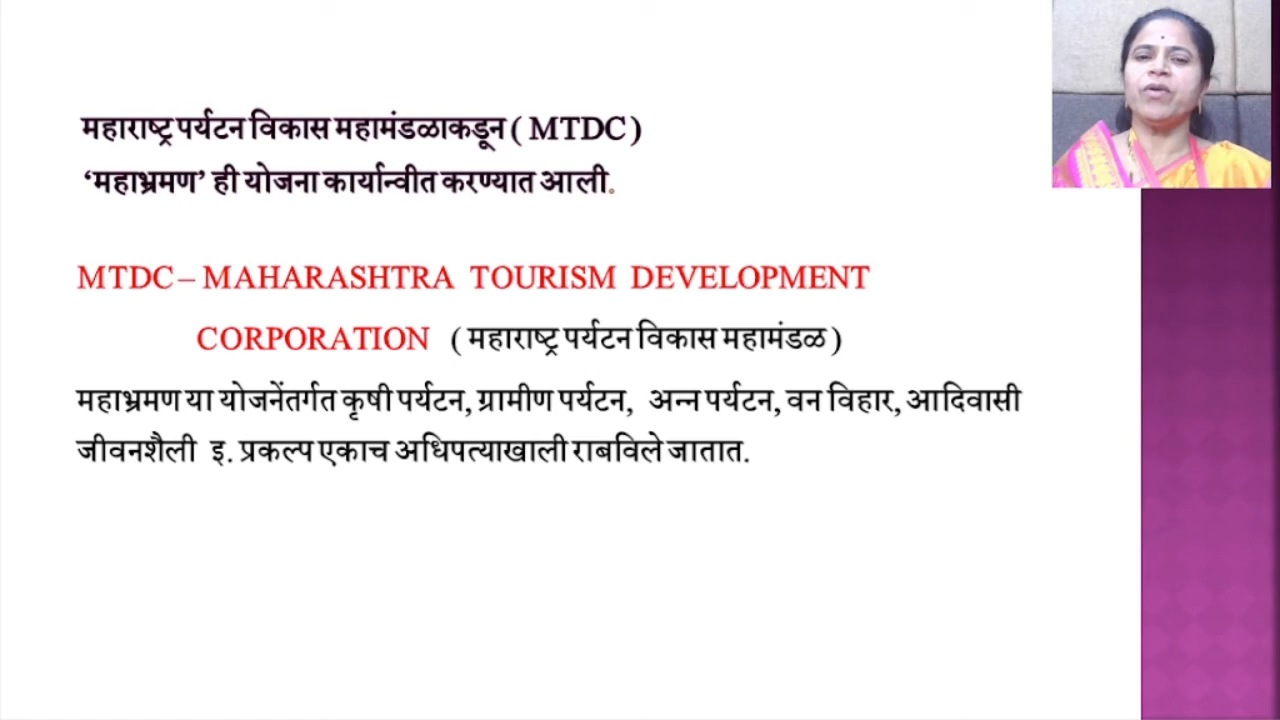 महाराष्ट्र पर्यटन विकास महामंडळाकडून ( MTDC )
‘महाभ्रमण’ ही योजना कार्यान्वीत करण्यात आली.
MTDC – MAHARASHTRA TOURISM DEVELOPMENT
CORPORATION ( महाराष्ट्र पर्यटन विकास महामंडळ )
महाभ्रमण या योजनेंतर्गत कृषी पर्यटन, ग्रामीण पर्यटन, अन्न पर्यटन, वन विहार, आदिवासी
जीवनशैली इ. प्रकल्प एकाच अधिपत्याखाली राबविले जातात.